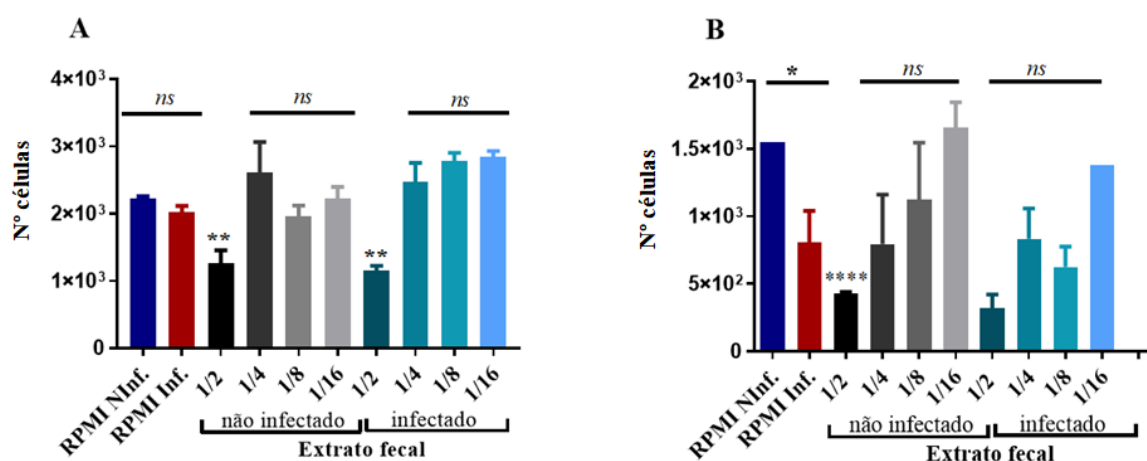 A
Nº células
4×10³
3×10³
2×10³
1×10³
0
ns
ns
ns
**
**
RPMI NInf.
RPMI Inf.
1/2
1/4
1/8
1/16
1/2
1/4
1/8
1/16
não infectado
infectado
Extrato fecal
B
Nº células
2×10³
1.5×10³
1×10³
5×10²
0
*
ns
ns
****
RPMI NInf.
RPMI Inf.
1/2
1/4
1/8
1/16
1/2
1/4
1/8
1/16
não infectado
infectado
Extrato fecal